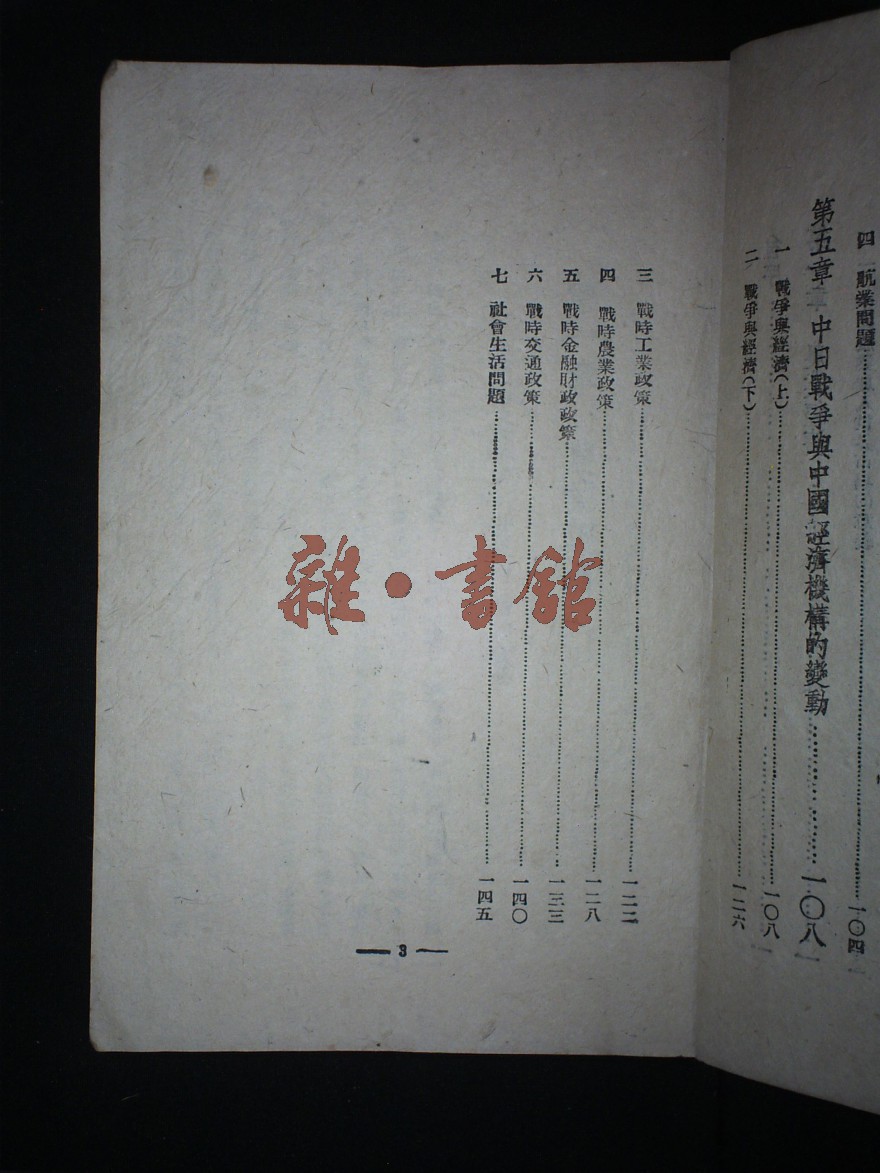 四 航業問題……一〇四
第五章 中日戰爭與中國經濟機構的變動……一〇八
一 戰爭與經濟(上)……一〇八
二 戰爭與經濟(下)……一二六
三 戰時工業政策……一二二
四 戰時農業政策……一二八
五 戰時金融財政政策……一三三
六 戰時交通政策……一四〇
七 社會生活問題……一四五
3
雜·書館